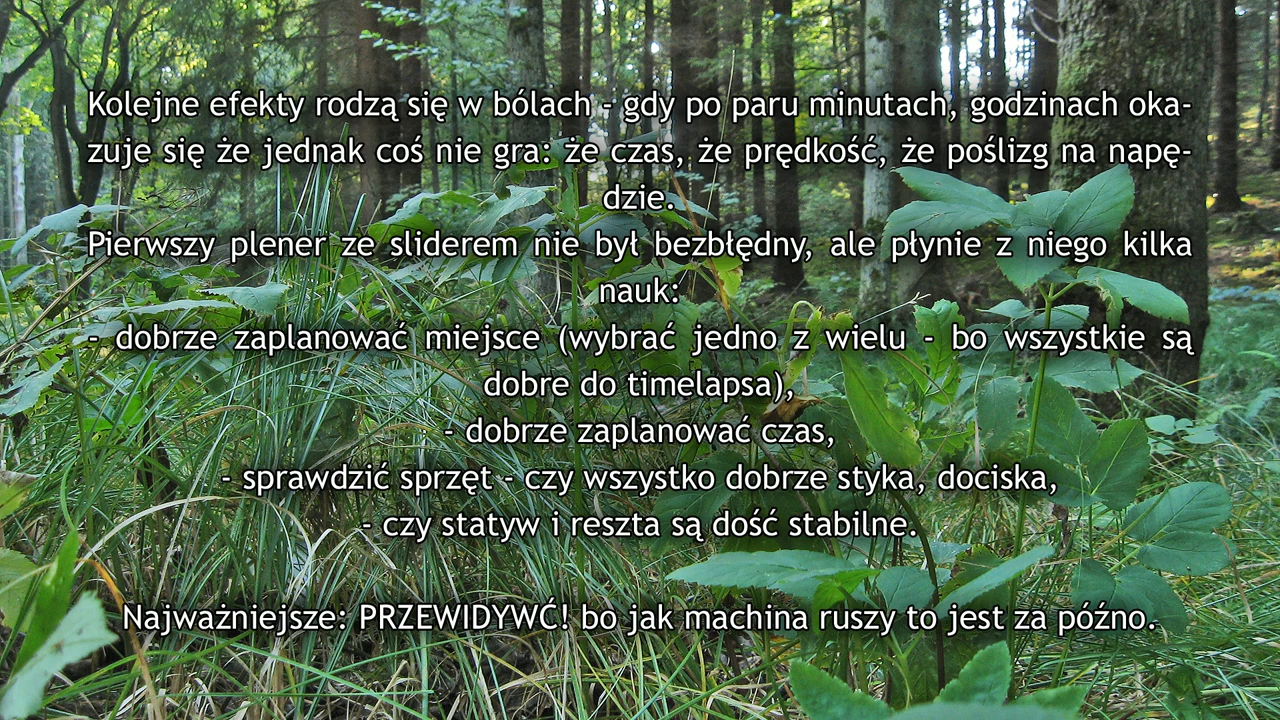 Kolejne efekty rodzą się w bólach - gdy po paru minutach, godzinach oka-
zuje się że jednak coś nie gra: że czas, że prędkość, że poślizg na napę-
dzie.
Pierwszy plener ze sliderem nie był bezbłędny, ale płynie z niego kilka
nauk:
- dobrze zaplanować miejsce (wybrać jedno z wielu - bo wszystkie są
dobre do timelapsa),
- dobrze zaplanować czas,
- sprawdzić sprzęt - czy wszystko dobrze styka, dociska,
- czy statyw i reszta są dość stabilne.
Najważniejsze: PRZEWIDYWĆ! bo jak machina ruszy to jest za późno.